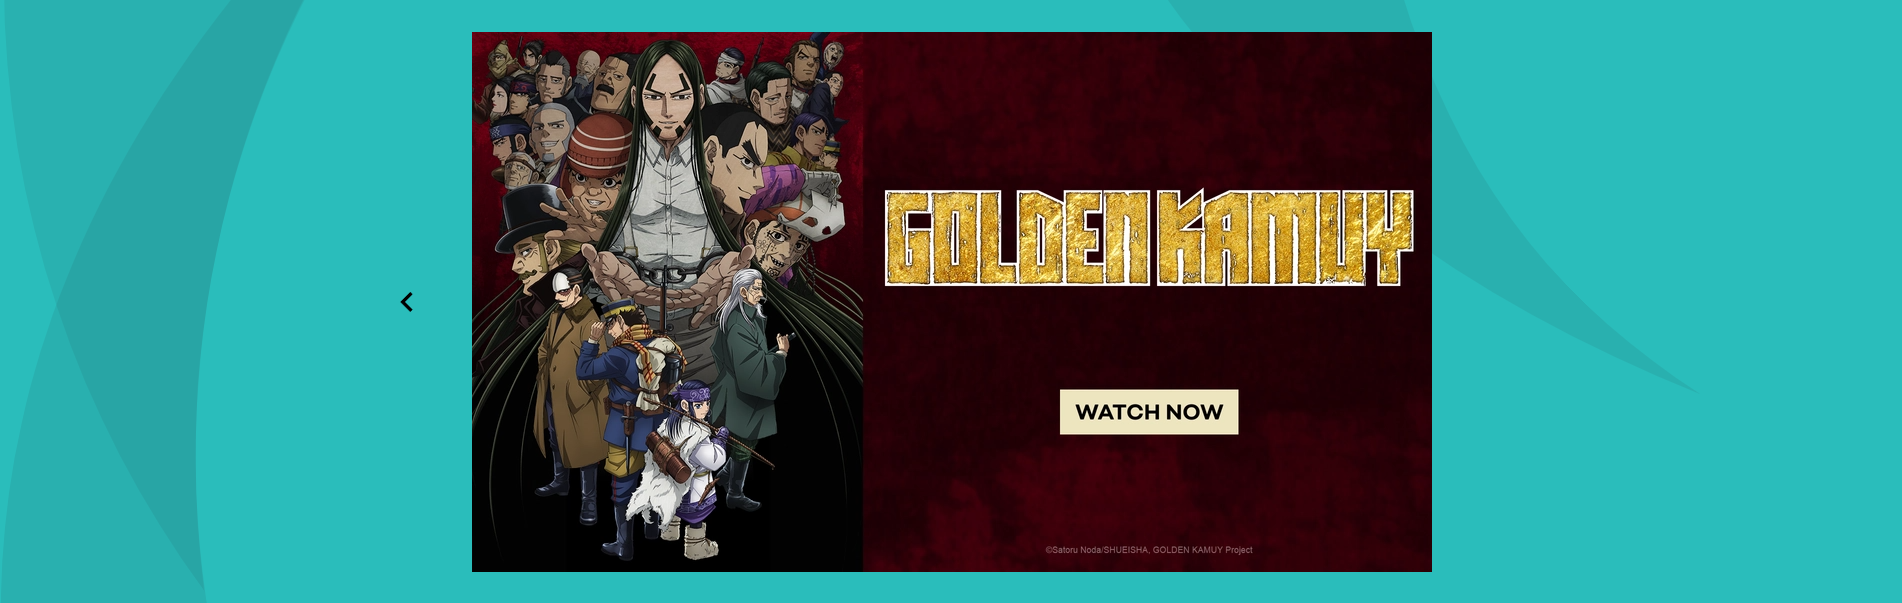 GOLDEN KAMUY
WATCH NOW
©Satoru Noda/SHUEISHA, GOLDEN KAMUY Project